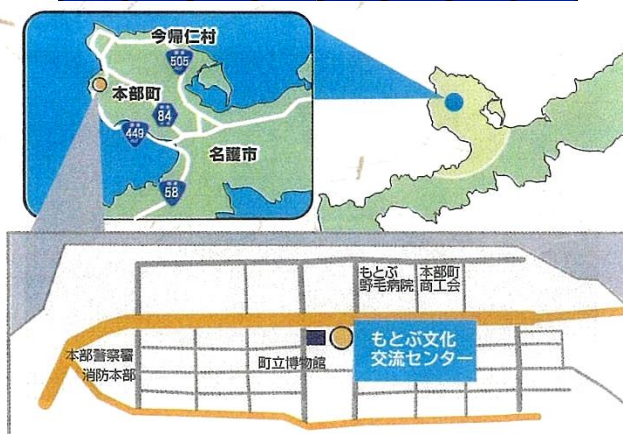 今帰仁村
505
本部町
84
449
名護市
58
もとぶ
野毛病院
本部町
商工会
もとぶ文化
交流センター
町立博物館
本部警察署
消防本部